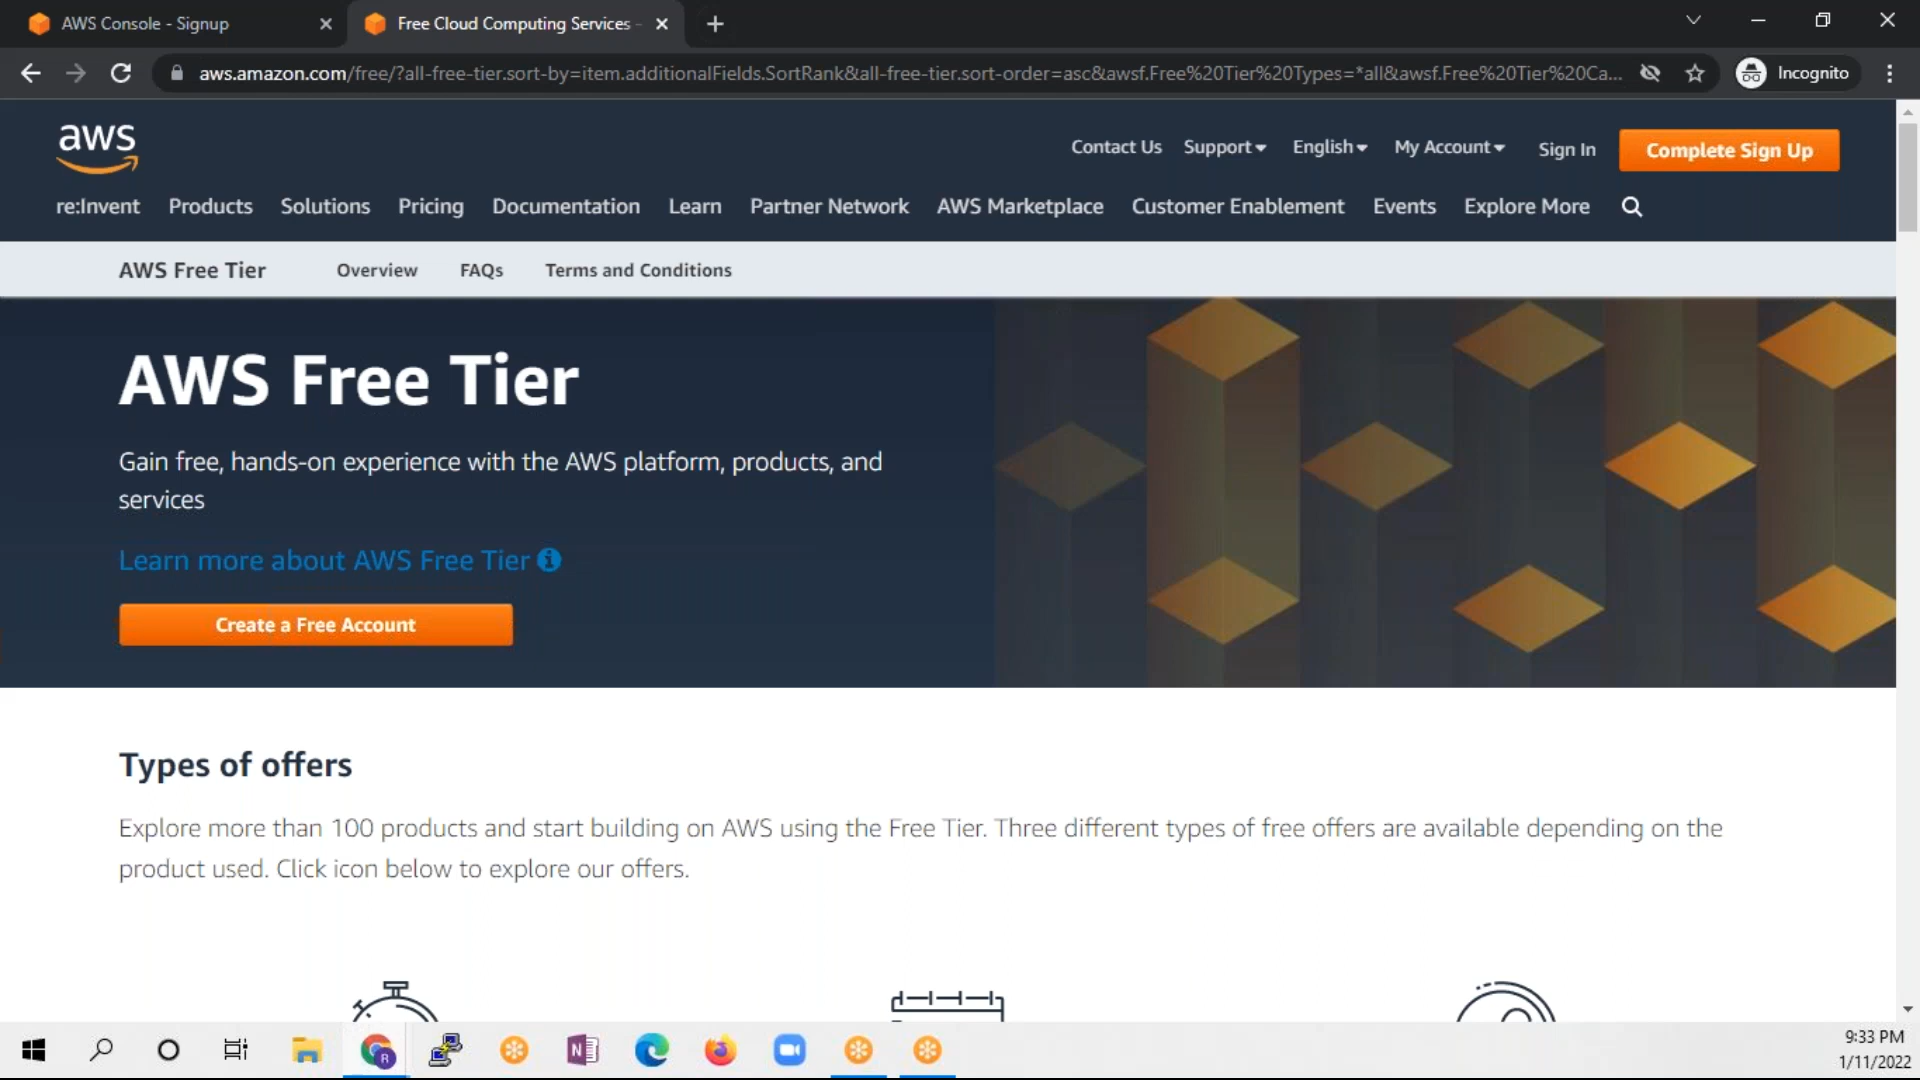 AWS Console - Signup
Free Cloud Computing Services -
aws.amazon.com/free/?all-free-tier.sort-by=item.additionalFields.SortRank&all-free-tier.sort-order=asc&awsf.Free%20Tier%20Types=*all&awsf.Free%20Tier%20Ca...
Incognito
aws
Contact Us Support English My Account Sign In Complete Sign Up
re:Invent Products Solutions Pricing Documentation Learn Partner Network AWS Marketplace Customer Enablement Events Explore More
AWS Free Tier Overview FAQs Terms and Conditions
AWS Free Tier
Gain free, hands-on experience with the AWS platform, products, and
services
Learn more about AWS Free Tier
Create a Free Account
Types of offers
Explore more than 100 products and start building on AWS using the Free Tier. Three different types of free offers are available depending on the
product used. Click icon below to explore our offers.
R
N
9:33 PM
1/11/2022